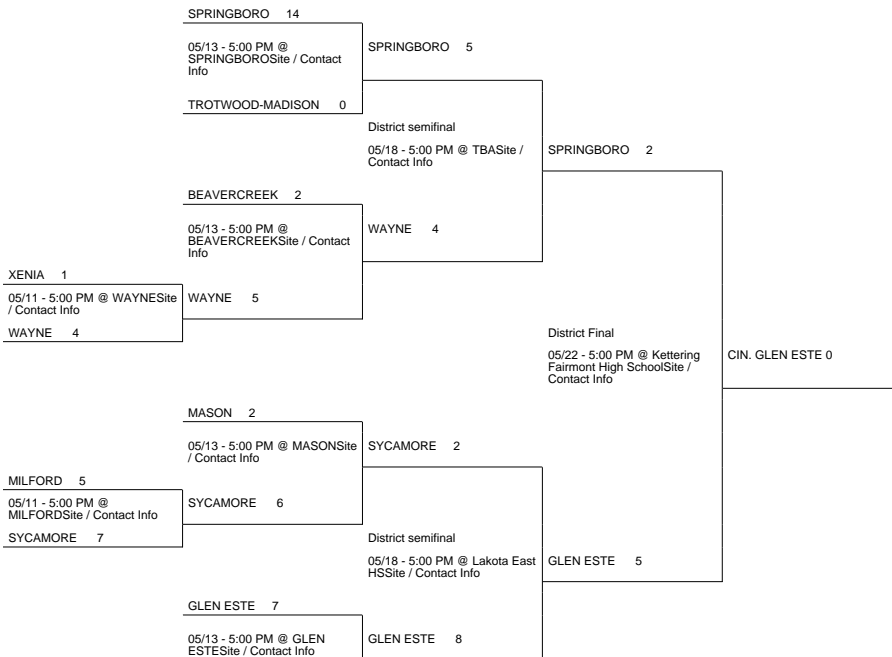 SPRINGBORO 14
05/13 - 5:00 PM @
SPRINGBOROSite / Contact
Info
SPRINGBORO 5
TROTWOOD-MADISON 0
District semifinal
05/18 - 5:00 PM @ TBASite /
Contact Info
SPRINGBORO 2
BEAVERCREEK 2
05/13 - 5:00 PM @
BEAVERCREEKSite / Contact
Info
WAYNE 4
XENIA 1
05/11 - 5:00 PM @ WAYNESite
/ Contact Info
WAYNE 5
WAYNE 4
District Final
05/22 - 5:00 PM @ Kettering
Fairmont High SchoolSite /
Contact Info
CIN. GLEN ESTE 0
MASON 2
05/13 - 5:00 PM @ MASONSite
/ Contact Info
SYCAMORE 2
MILFORD 5
05/11 - 5:00 PM @
MILFORDSite / Contact Info
SYCAMORE 6
SYCAMORE 7
District semifinal
05/18 - 5:00 PM @ Lakota East
HSSite / Contact Info
GLEN ESTE 5
GLEN ESTE 7
05/13 - 5:00 PM @ GLEN
ESTESite / Contact Info
GLEN ESTE 8